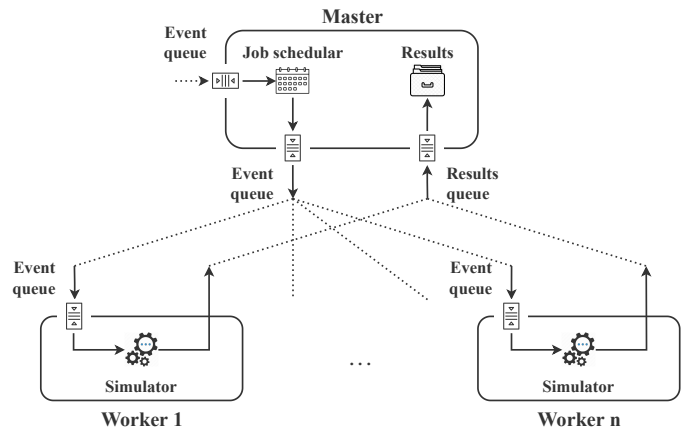 Master
Event
queue
Job schedular
Results
Event
queue
Results
queue
Event
queue
Event
queue
Simulator
...
Simulator
Worker 1
Worker n